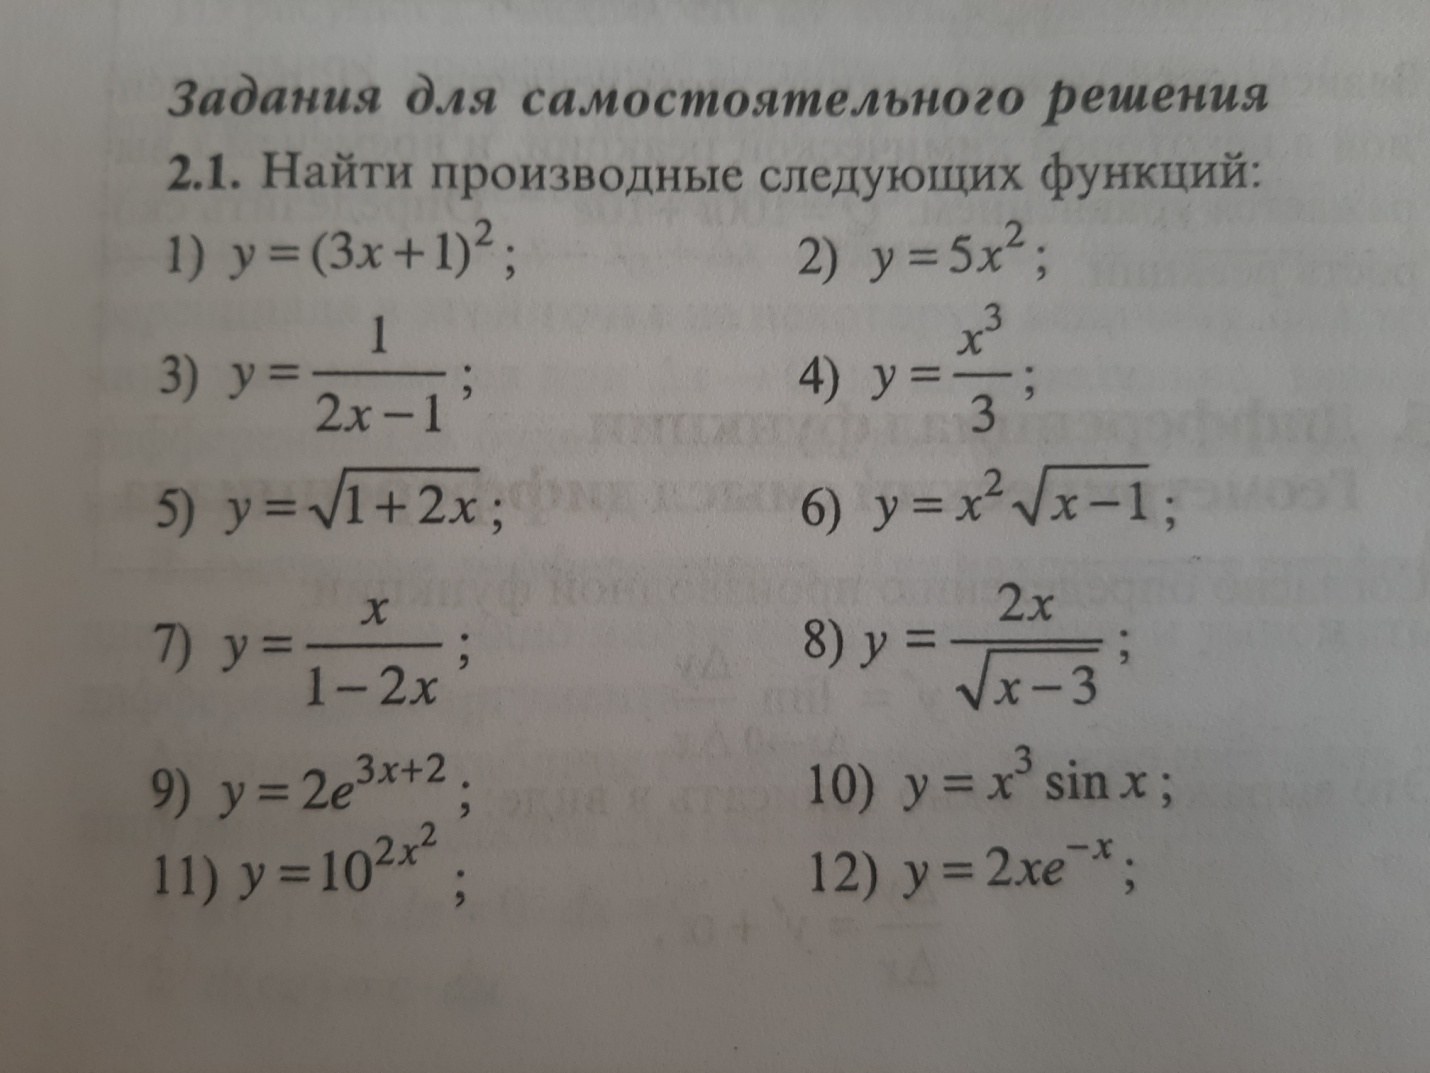 Задания для самостоятельного решения
2.1. Найти производные следующих функций:
1) y = (3x + 1)²; 2) y = 5x²;
3) y = 1/(2x − 1); 4) y = x³/3;
5) y = √(1 + 2x); 6) y = x²√(x − 1);
7) y = x/(1 − 2x); 8) y = 2x/√(x − 3);
9) y = 2e^(3x+2); 10) y = x³ sin x;
11) y = 10^(2x²); 12) y = 2xe^(−x);